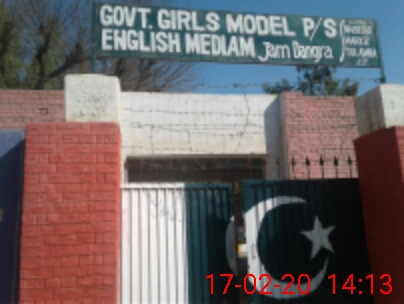 GOVT. GIRLS MODEL P/S
ENGLISH MEDIAM Jam Dangra
17-02-20 14:13